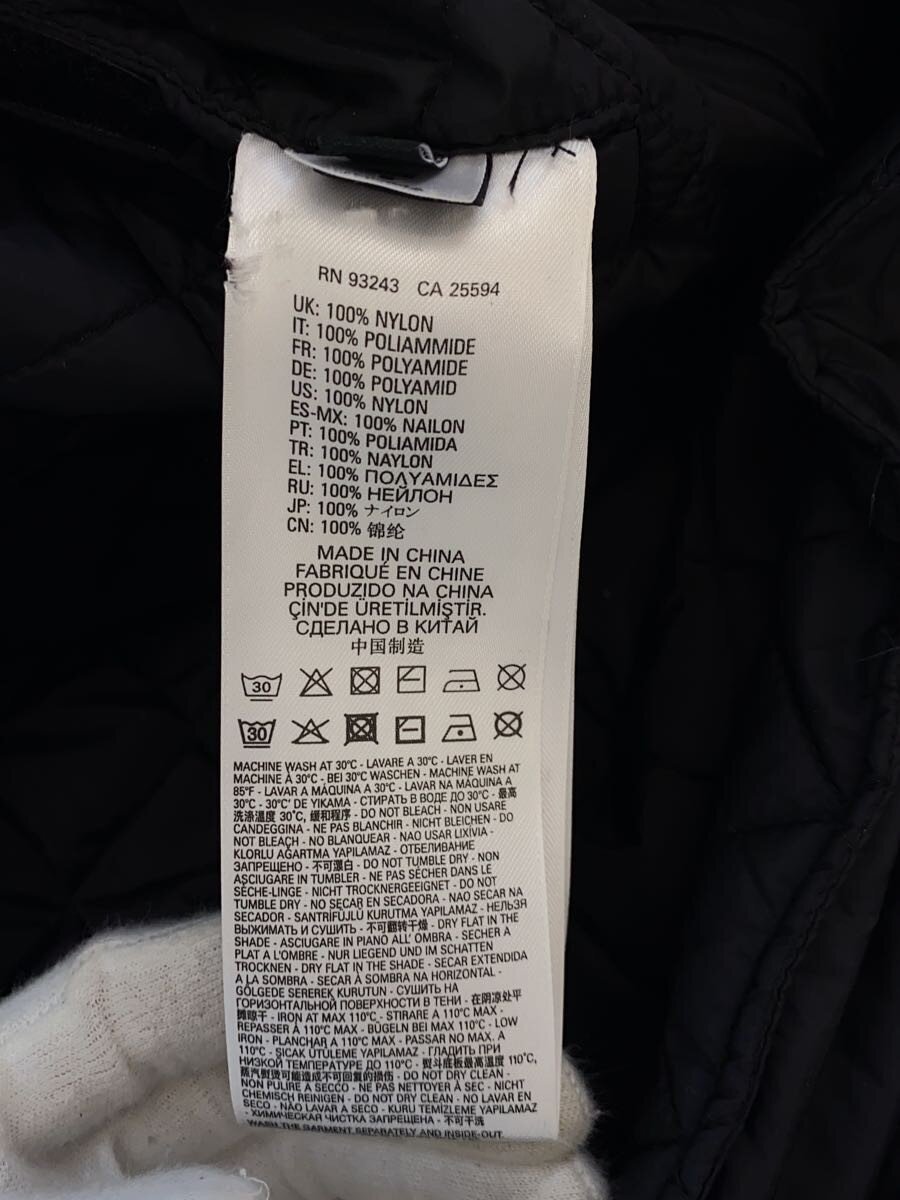 RN 93243 CA 25594
UK: 100% NYLON
IT: 100% POLIAMMIDE
FR: 100% POLYAMIDE
DE: 100% POLYAMID
US: 100% NYLON
ES-MX: 100% NAILON
PT: 100% POLIAMIDA
TR: 100% NAYLON
EL: 100% ΠΟΛΥΑΜΙΔΕΣ
RU: 100% НЕЙЛОН
JP: 100% ナイロン
CN: 100% 锦纶
MADE IN CHINA
FABRIQUÉ EN CHINE
PRODUZIDO NA CHINA
ÇİN'DE ÜRETİLMİŞTİR.
СДЕЛАНО В КИТАЙ
中国制造
30
30
MACHINE WASH AT 30°C - LAVARE A 30°C - LAVER EN
MACHINE À 30°C - BEI 30°C WASCHEN - MACHINE WASH AT
85°F - LAVAR A MÁQUINA A 30°C - LAVAR NA MÁQUINA A
30°C - 30°C' DE YIKAMA - СТИРАТЬ В ВОДЕ ДО 30°C - 最高
洗涤温度 30°C, 缓和程序 - DO NOT BLEACH - NON USARE
CANDEGGINA - NE PAS BLANCHIR - NICHT BLEICHEN - DO
NOT BLEACH - NO BLANQUEAR - NAO USAR LIXÍVIA -
KLORLU AĞARTMA YAPILAMAZ - ОТБЕЛИВАНИЕ
ЗАПРЕЩЕНО - 不可漂白 - DO NOT TUMBLE DRY - NON
ASCIUGARE IN TUMBLER - NE PAS SÉCHER DANS LE
SÈCHE-LINGE - NICHT TROCKNERGEEIGNET - DO NOT
TUMBLE DRY - NO SECAR EN SECADORA - NAO SECAR NA
SECADOR - SANTRİFÜJLÜ KURUTMA YAPILAMAZ - НЕЛЬЗЯ
ВЫЖИМАТЬ И СУШИТЬ - 不可翻转干燥 - DRY FLAT IN THE
SHADE - ASCIUGARE IN PIANO ALL' OMBRA - SECHER A
PLAT A L'OMBRE - NUR LIEGEND UND IM SCHATTEN
TROCKNEN - DRY FLAT IN THE SHADE - SECAR EXTENDIDA
A LA SOMBRA - SECAR À SOMBRA NA HORIZONTAL -
GÖLGEDE SEREREK KURUTUN - СУШИТЬ НА
ГОРИЗОНТАЛЬНОЙ ПОВЕРХНОСТИ В ТЕНИ - 在阴凉处平
摊晾干 - IRON AT MAX 110°C - STIRARE A 110°C MAX -
REPASSER À 110°C MAX - BÜGELN BEI MAX 110°C - LOW
IRON - PLANCHAR A 110°C MAX - PASSAR NO MAX. A
110°C - SICAK ÜTÜLEME YAPILAMAZ - ГЛАДИТЬ ПРИ
НИЗКОЙ ТЕМПЕРАТУРЕ ДО 110°C - 熨斗底板最高温度 110°C,
蒸汽熨烫可能造成不可回复的损伤 - DO NOT DRY CLEAN -
NON PULIRE A SECCO - NE PAS NETTOYER À SEC - NICHT
CHEMISCH REINIGEN - DO NOT DRY CLEAN - NO LAVAR EN
SECO - NÃO LAVAR A SECO - KURU TEMİZLEME YAPILAMAZ
- ХИМИЧЕСКАЯ ЧИСТКА ЗАПРЕЩЕНА - 不可干洗
WASH THE GARMENT SEPARATELY AND INSIDE-OUT.